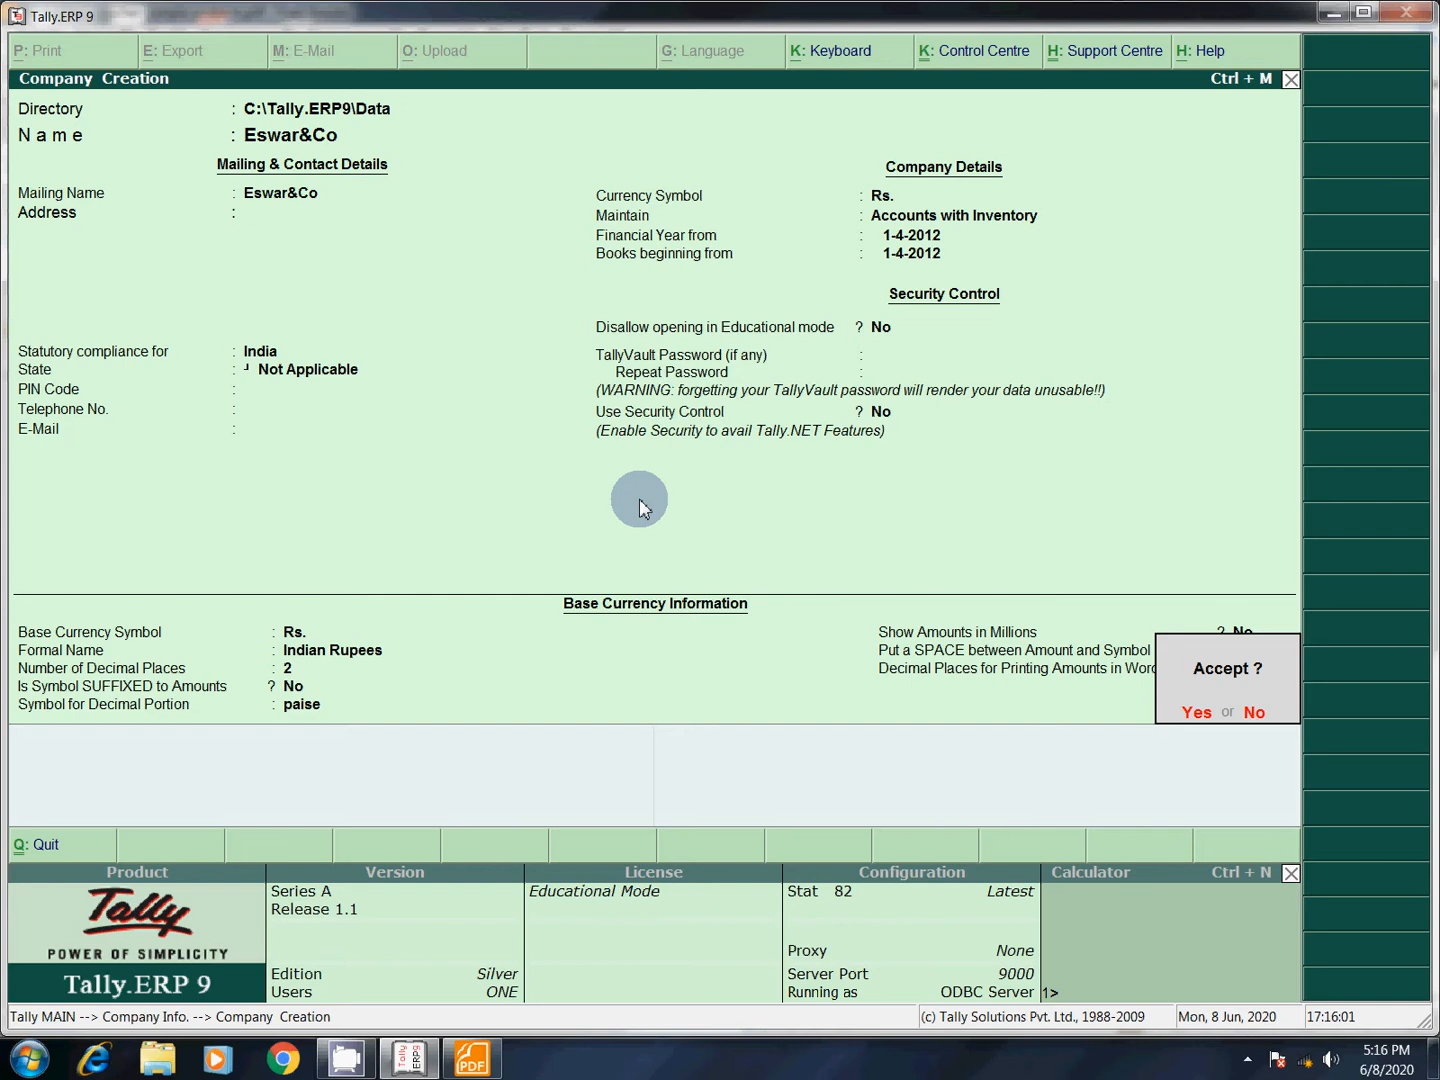 Tally.ERP 9
P: Print
E: Export
M: E-Mail
O: Upload
G: Language
K: Keyboard
K: Control Centre
H: Support Centre
H: Help
Company Creation
Ctrl + M
Directory : C:\Tally.ERP9\Data
Name : Eswar&Co
Mailing & Contact Details
Mailing Name : Eswar&Co
Address :
Statutory compliance for : India
State : ┘ Not Applicable
PIN Code :
Telephone No. :
E-Mail :
Company Details
Currency Symbol : Rs.
Maintain : Accounts with Inventory
Financial Year from : 1-4-2012
Books beginning from : 1-4-2012
Security Control
Disallow opening in Educational mode ? No
TallyVault Password (if any) :
Repeat Password :
(WARNING: forgetting your TallyVault password will render your data unusable!!)
Use Security Control ? No
(Enable Security to avail Tally.NET Features)
Base Currency Information
Base Currency Symbol : Rs.
Formal Name : Indian Rupees
Number of Decimal Places : 2
Is Symbol SUFFIXED to Amounts ? No
Symbol for Decimal Portion : paise
Show Amounts in Millions ? No
Put a SPACE between Amount and Symbol
Decimal Places for Printing Amounts in
Accept ?
Yes or No
Q: Quit
Product
Tally
POWER OF SIMPLICITY
Tally.ERP 9
Version
Series A
Release 1.1
Edition Silver
Users ONE
License
Educational Mode
Configuration
Stat 82 Latest
Proxy None
Server Port 9000
Running as ODBC Server
Calculator
Ctrl + N
1>
Tally MAIN --> Company Info. --> Company Creation
(c) Tally Solutions Pvt. Ltd., 1988-2009
Mon, 8 Jun, 2020
17:16:01
Tally
ERP9
PDF
5:16 PM
6/8/2020